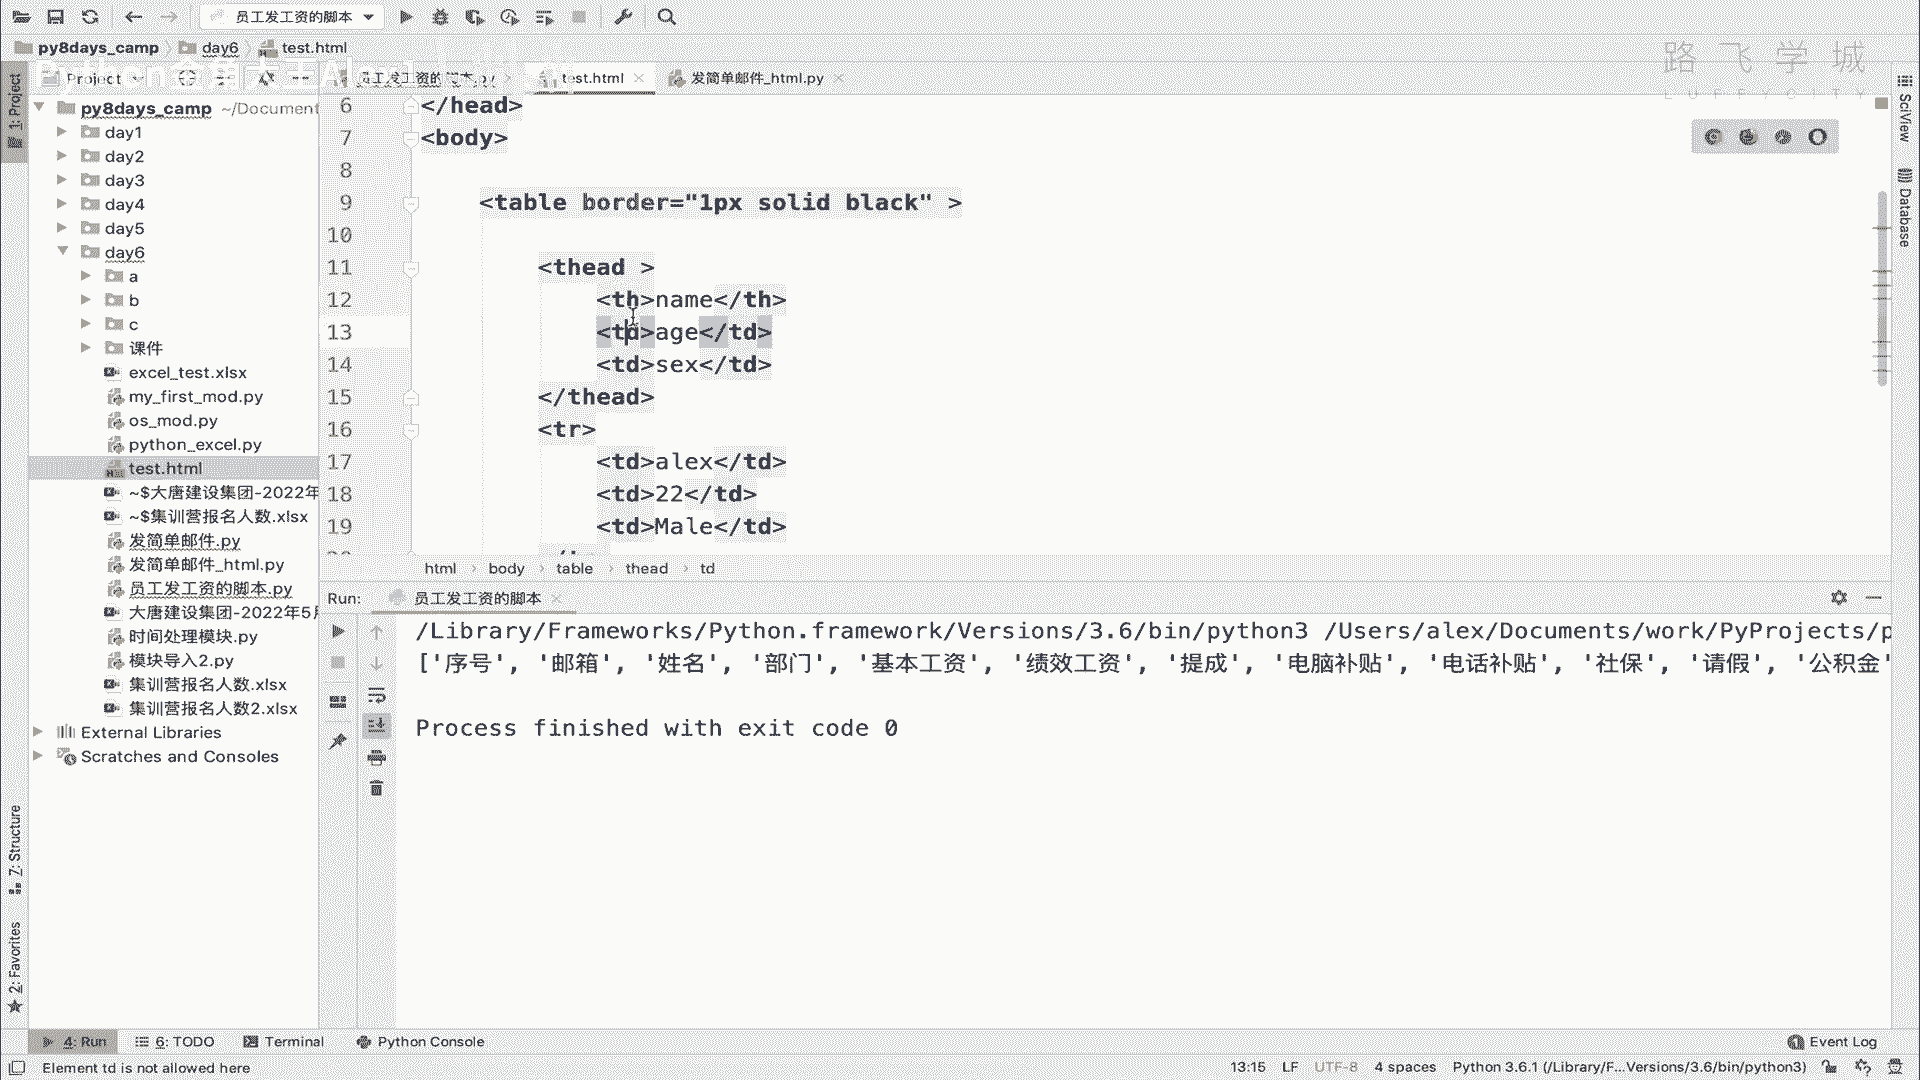 员工发工资的脚本
py8days_camp day6 test.html
路飞学城
LUFFYCITY
Project
员工发工资的脚本.py test.html 发简单邮件_html.py
1: Project
py8days_camp ~/Document
day1
day2
day3
day4
day5
day6
a
b
c
课件
excel_test.xlsx
my_first_mod.py
os_mod.py
python_excel.py
test.html
~$大唐建设集团-2022年
~$集训营报名人数.xlsx
发简单邮件.py
发简单邮件_html.py
员工发工资的脚本.py
大唐建设集团-2022年5月
时间处理模块.py
模块导入2.py
集训营报名人数.xlsx
集训营报名人数2.xlsx
External Libraries
Scratches and Consoles
7: Structure
2: Favorites
6 </head>
7 <body>
8
9 <table border="1px solid black" >
10
11 <thead >
12 <th>name</th>
13 <td>age</td>
14 <td>sex</td>
15 </thead>
16 <tr>
17 <td>alex</td>
18 <td>22</td>
19 <td>Male</td>
html body table thead td
SciView
Database
Run: 员工发工资的脚本
/Library/Frameworks/Python.framework/Versions/3.6/bin/python3 /Users/alex/Documents/work/PyProjects/p
['序号', '邮箱', '姓名', '部门', '基本工资', '绩效工资', '提成', '电脑补贴', '电话补贴', '社保', '请假', '公积金'
Process finished with exit code 0
4: Run 6: TODO Terminal Python Console Event Log
Element td is not allowed here 13:15 LF UTF-8 4 spaces Python 3.6.1 (/Library/F...Versions/3.6/bin/python3)